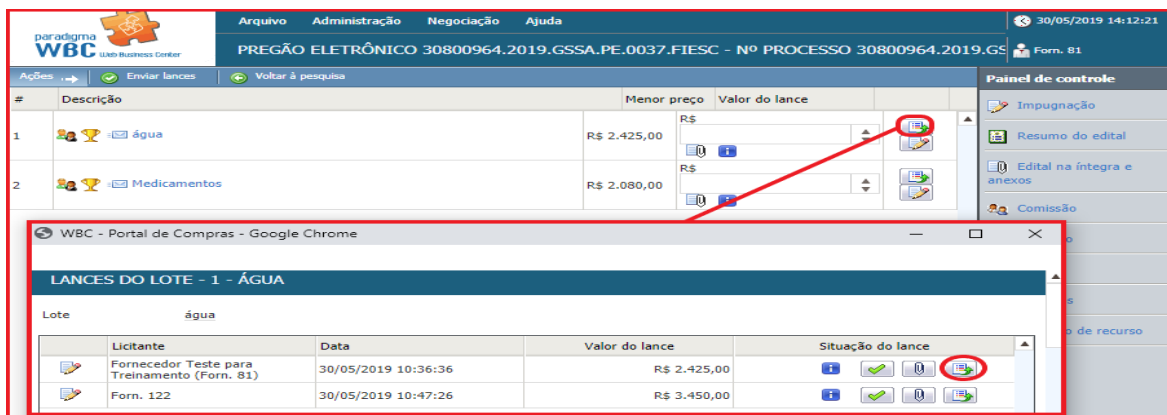 Arquivo Administração Negociação Ajuda 30/05/2019 14:12:21
paradigma
WBC Web Business Center
PREGÃO ELETRÔNICO 30800964.2019.GSSA.PE.0037.FIESC - Nº PROCESSO 30800964.2019.GS Forn. 81
Ações Enviar lances Voltar à pesquisa Painel de controle
# Descrição Menor preço Valor do lance
Impugnação
R$
1 água R$ 2.425,00 Resumo do edital
R$
2 Medicamentos R$ 2.080,00 Edital na íntegra e
anexos
Comissão
WBC - Portal de Compras - Google Chrome
LANCES DO LOTE - 1 - ÁGUA
Lote água
de recurso
Licitante Data Valor do lance Situação do lance
Fornecedor Teste para
Treinamento (Forn. 81) 30/05/2019 10:36:36 R$ 2.425,00
Forn. 122 30/05/2019 10:47:26 R$ 3.450,00